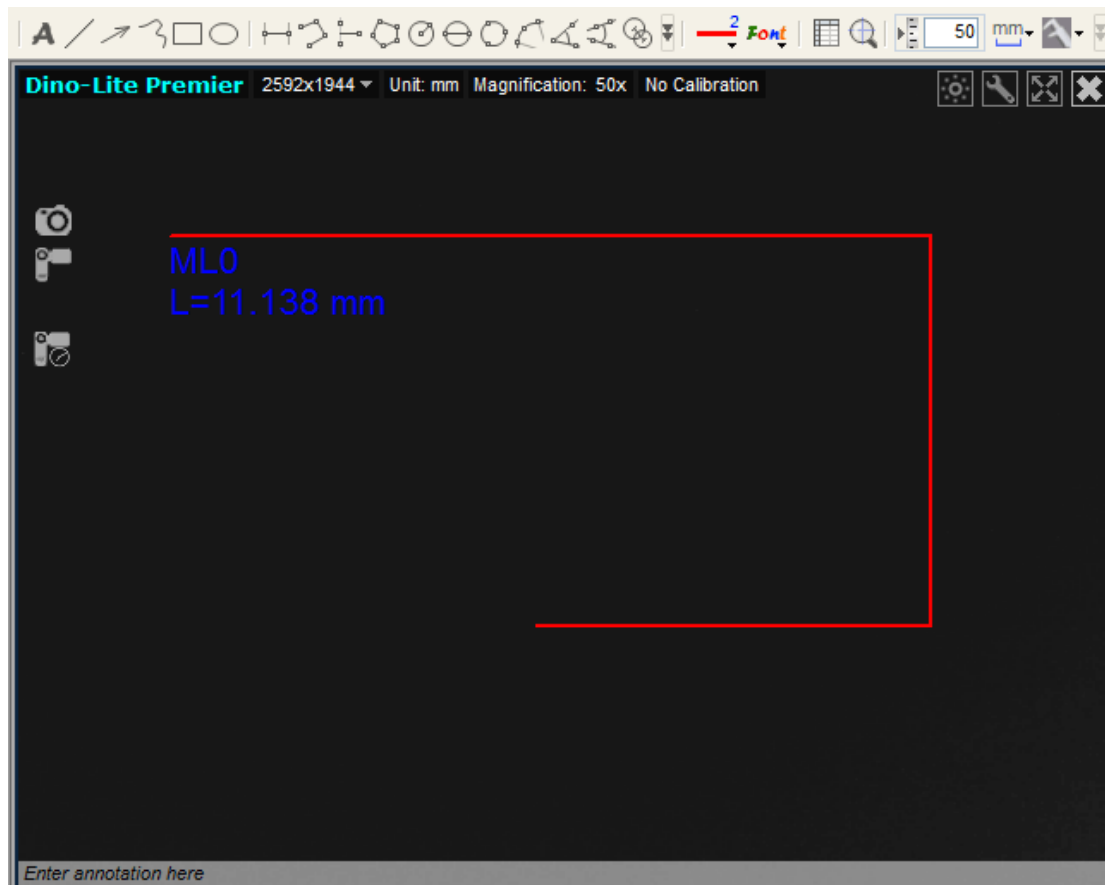 A 2 Font 50 mm
Dino-Lite Premier 2592x1944 Unit: mm Magnification: 50x No Calibration
ML0
L=11.138 mm
Enter annotation here